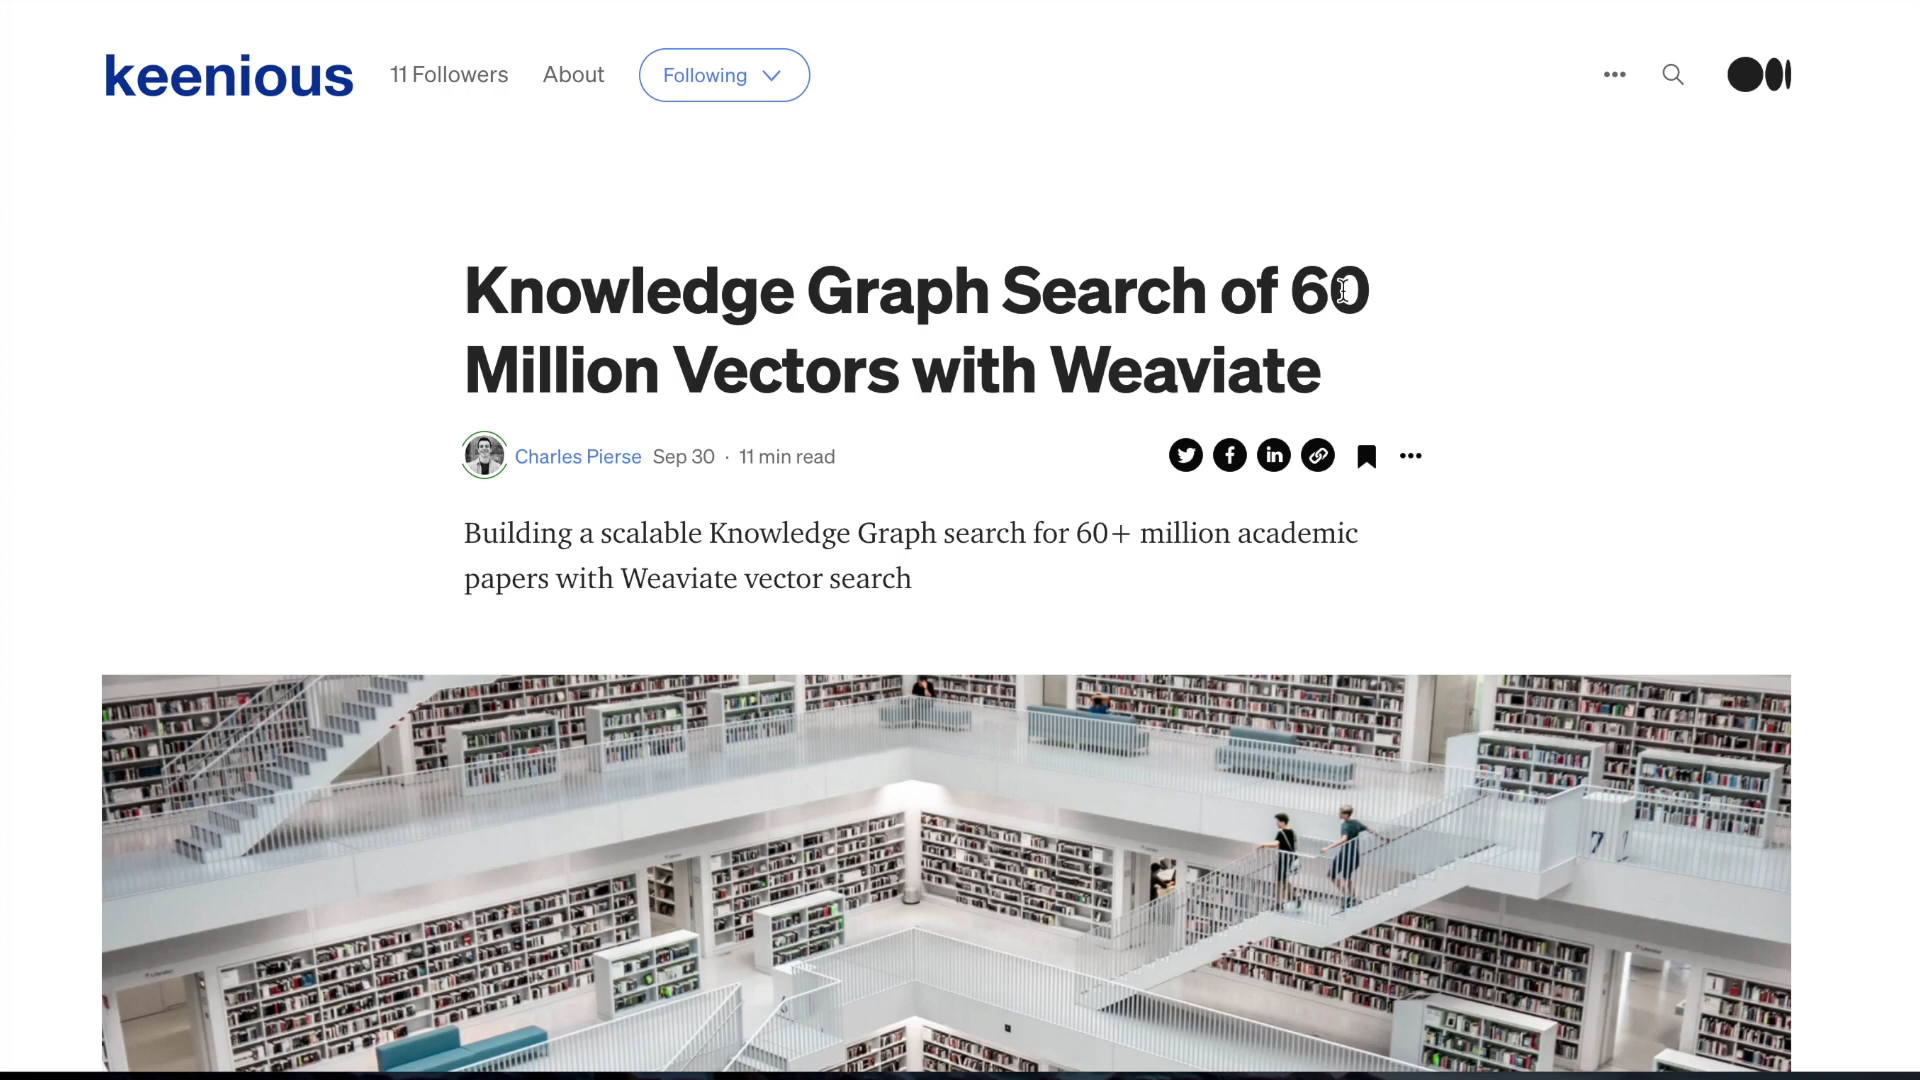 keenious 11 Followers About Following
Knowledge Graph Search of 60
Million Vectors with Weaviate
Charles Pierse Sep 30 · 11 min read
Building a scalable Knowledge Graph search for 60+ million academic
papers with Weaviate vector search
7